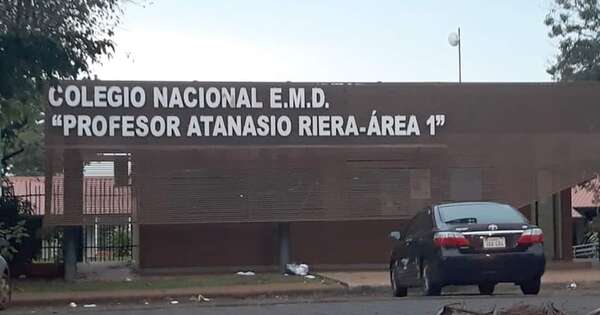 COLEGIO NACIONAL E.M.D.
“PROFESOR ATANASIO RIERA-ÁREA 1”